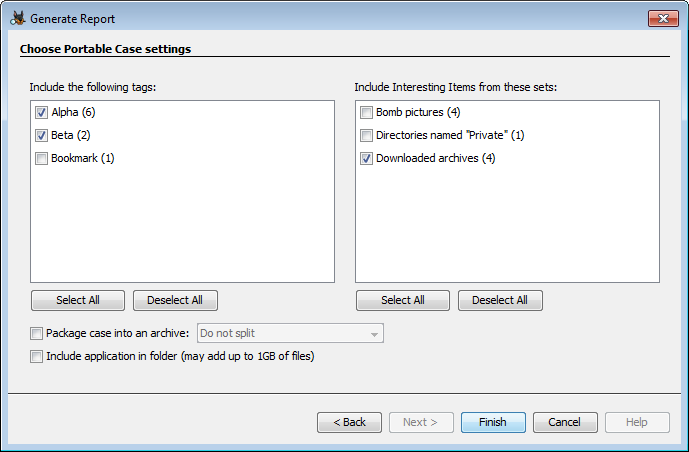 Generate Report
Choose Portable Case settings
Include the following tags:
Alpha (6)
Beta (2)
Bookmark (1)
Select All
Deselect All
Include Interesting Items from these sets:
Bomb pictures (4)
Directories named "Private" (1)
Downloaded archives (4)
Select All
Deselect All
Package case into an archive:
Do not split
Include application in folder (may add up to 1GB of files)
< Back
Next >
Finish
Cancel
Help